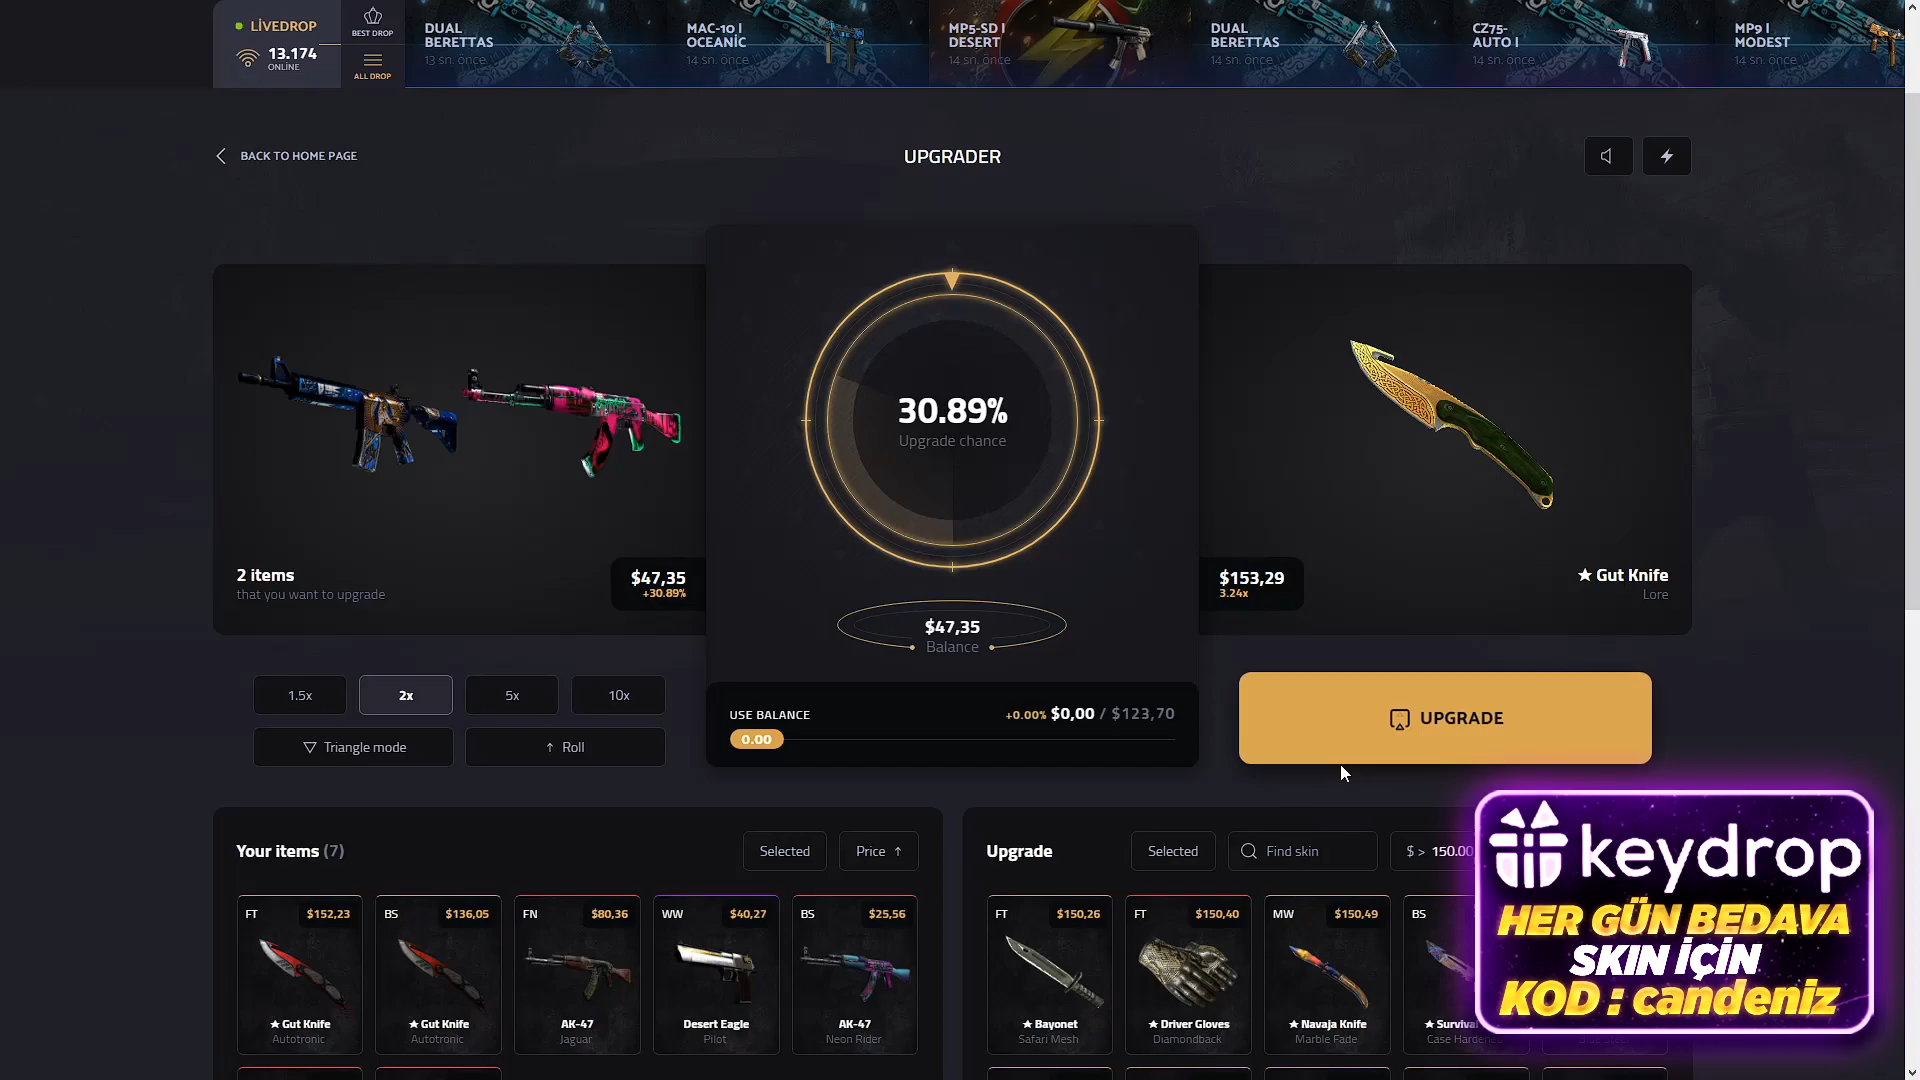 LİVEDROP
13.174
ONLINE
BEST DROP
ALL DROP
DUAL
BERETTAS
13 sn. önce
MAC-10 |
OCEANİC
14 sn. önce
MP5-SD |
DESERT
14 sn. önce
DUAL
BERETTAS
14 sn. önce
CZ75-
AUTO |
14 sn. önce
MP9 |
MODEST
14 sn. önce
BACK TO HOME PAGE
UPGRADER
30.89%
Upgrade chance
2 items
that you want to upgrade
$47,35
+30.89%
$153,29
3.24x
★ Gut Knife
Lore
$47,35
Balance
1.5x
2x
5x
10x
Triangle mode
↑ Roll
USE BALANCE
+0.00% $0,00 / $123,70
0.00
UPGRADE
Your items (7)
Selected
Price ↑
FT $152,23
★ Gut Knife
Autotronic
BS $136,05
★ Gut Knife
Autotronic
FN $80,36
AK-47
Jaguar
WW $40,27
Desert Eagle
Pilot
BS $25,56
AK-47
Neon Rider
Upgrade
Selected
Find skin
$ > 150.00
FT $150,26
★ Bayonet
Safari Mesh
FT $150,40
★ Driver Gloves
Diamondback
MW $150,49
★ Navaja Knife
Marble Fade
BS
★ Survival
Case Hardened
keydrop
HER GÜN BEDAVA
SKIN İÇİN
KOD : candeniz